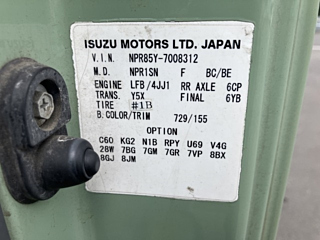 ISUZU MOTORS LTD. JAPAN
V.I.N. NPR85Y-7008312
M.D. NPR1SN F BC/BE
ENGINE LFB/4JJ1 RR AXLE 6CP
TRANS. Y5X FINAL 6YB
TIRE #1B
B.COLOR/TRIM 729/155
OPTION
C60 KG2 N1B RPY U69 V4G
28W 7BG 7GM 7GR 7VP 8BX
8GJ 8JM